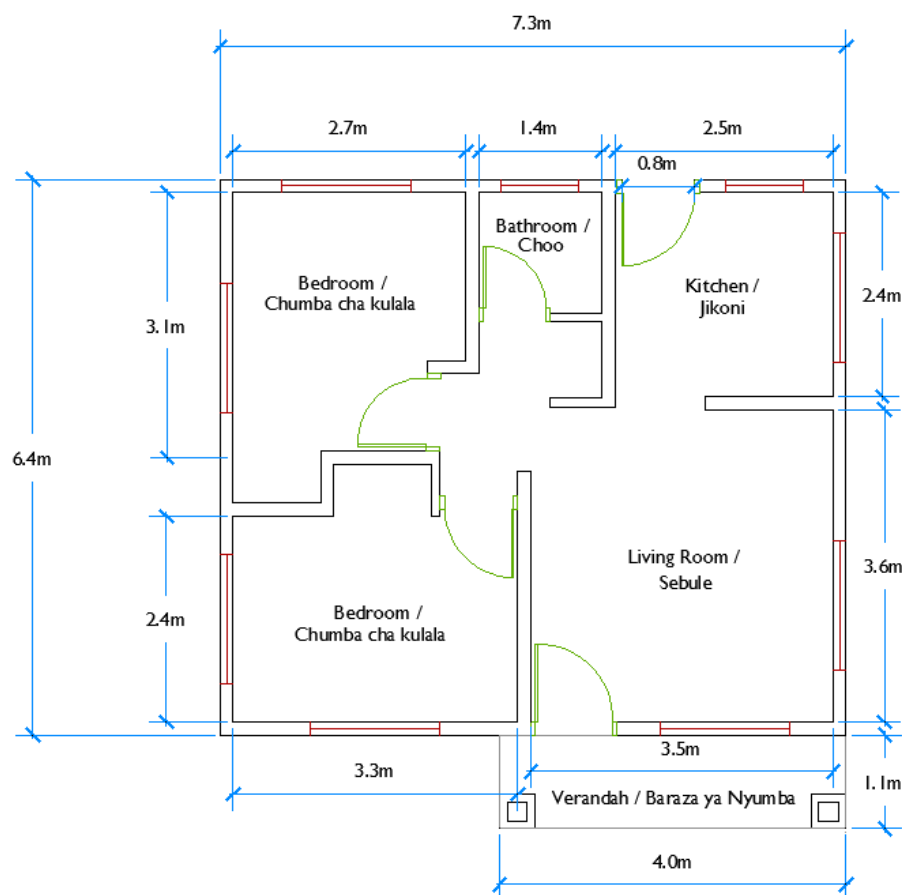 7.3m
2.7m
1.4m
2.5m
0.8m
Bathroom /
Choo
Bedroom /
Chumba cha kulala
Kitchen /
Jikoni
2.4m
3.1m
6.4m
Living Room /
Sebule
3.6m
2.4m
Bedroom /
Chumba cha kulala
3.5m
3.3m
1.1m
Verandah / Baraza ya Nyumba
4.0m